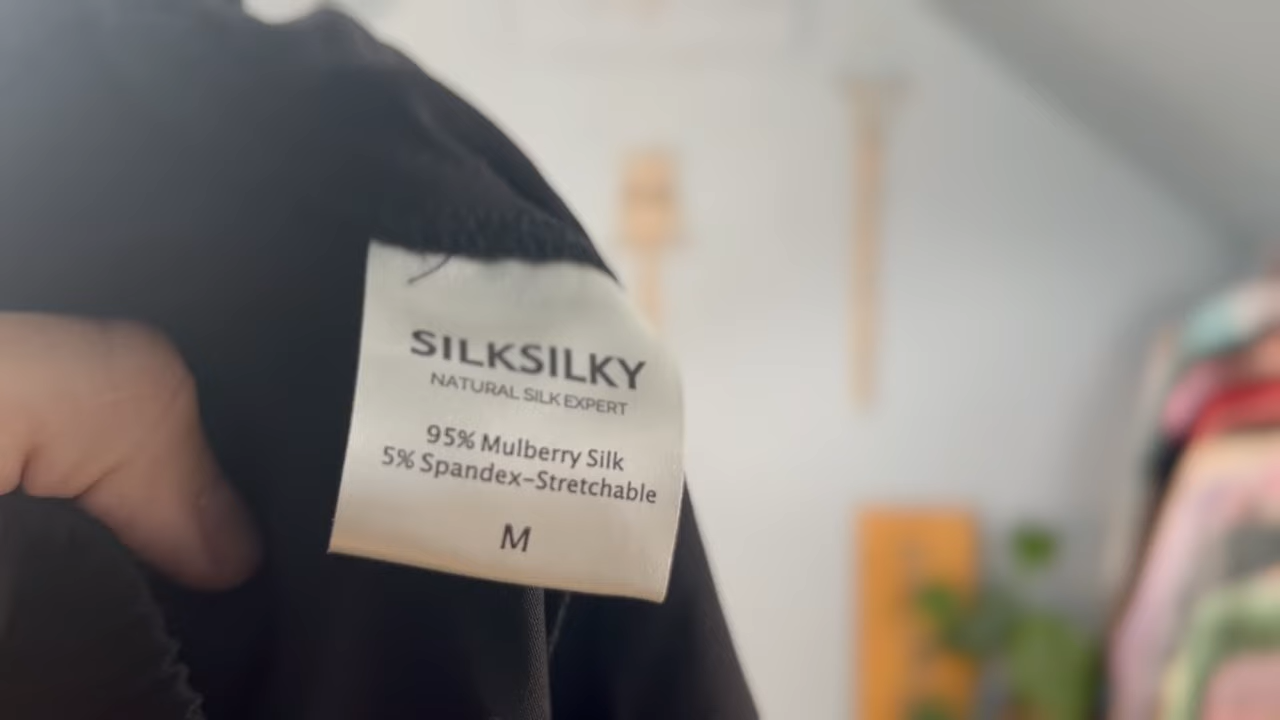 SILKSILKY
NATURAL SILK EXPERT
95% Mulberry Silk
5% Spandex-Stretchable
M